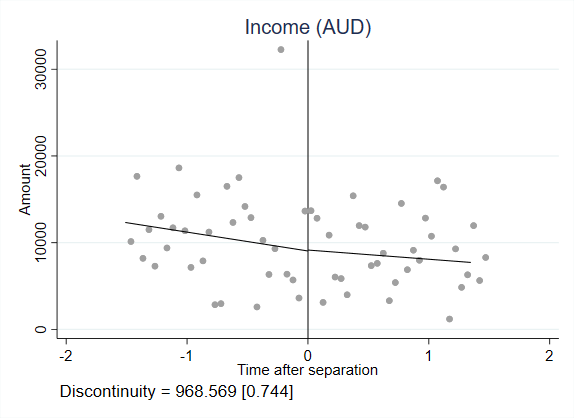 Income (AUD)
Amount
30000
20000
10000
0
-2 -1 0 1 2
Time after separation
Discontinuity = 968.569 [0.744]